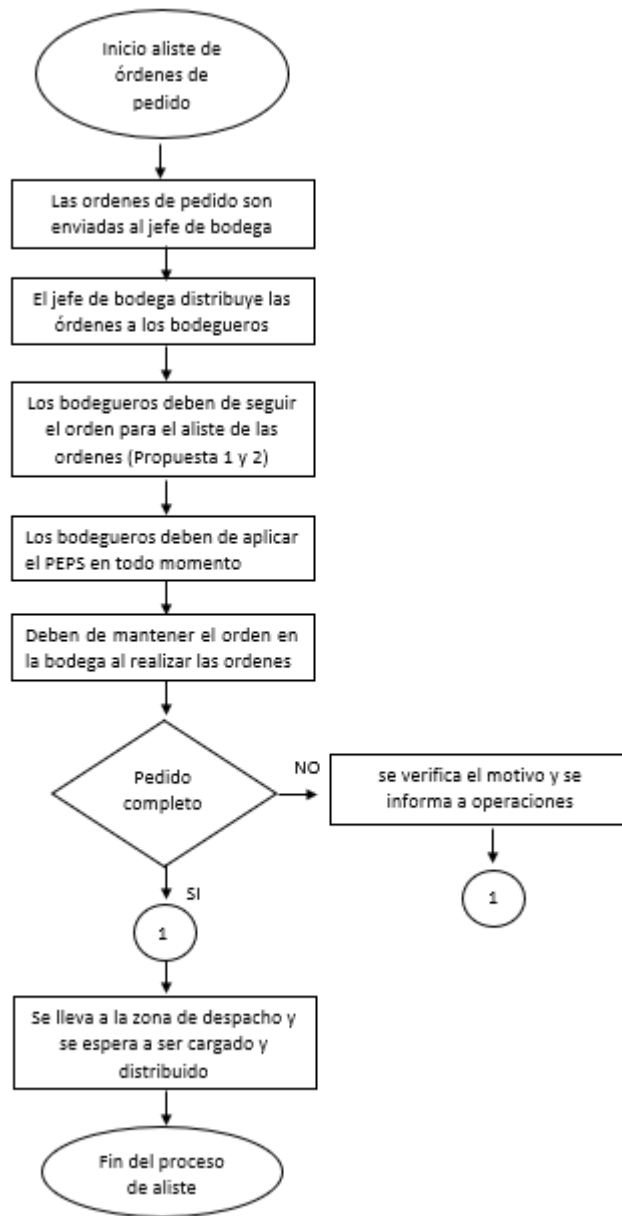 Inicio aliste de
órdenes de
pedido
Las ordenes de pedido son
enviadas al jefe de bodega
El jefe de bodega distribuye las
órdenes a los bodegueros
Los bodegueros deben de seguir
el orden para el aliste de las
ordenes (Propuesta 1 y 2)
Los bodegueros deben de aplicar
el PEPS en todo momento
Deben de mantener el orden en
la bodega al realizar las ordenes
Pedido
completo
NO
se verifica el motivo y se
informa a operaciones
1
SI
1
Se lleva a la zona de despacho y
se espera a ser cargado y
distribuido
Fin del proceso
de aliste